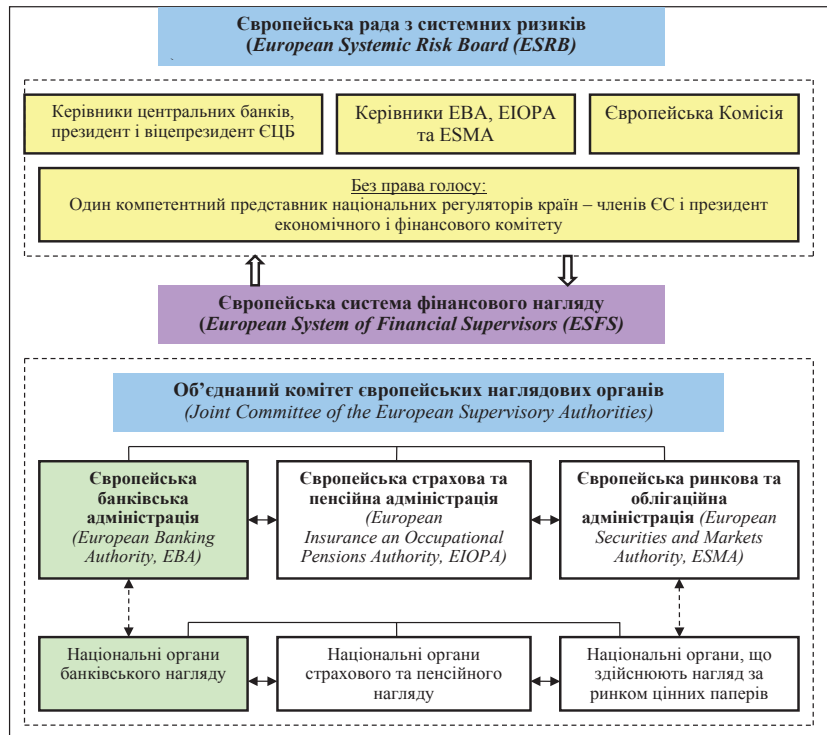 Європейська рада з системних ризиків
(European Systemic Risk Board (ESRB)
Керівники центральних банків,
президент і віцепрезидент ЄЦБ
Керівники EBA, EIOPA
та ESMA
Європейська Комісія
Без права голосу:
Один компетентний представник національних регуляторів країн – членів ЄС і президент
економічного і фінансового комітету
Європейська система фінансового нагляду
(European System of Financial Supervisors (ESFS)
Об’єднаний комітет європейських наглядових органів
(Joint Committee of the European Supervisory Authorities)
Європейська
банківська
адміністрація
(European Banking
Authority, EBA)
Європейська страхова та
пенсійна адміністрація
(European
Insurance an Occupational
Pensions Authority, EIOPA)
Європейська ринкова та
облігаційна
адміністрація (European
Securities and Markets
Authority, ESMA)
Національні органи
банківського нагляду
Національні органи
страхового та пенсійного
нагляду
Національні органи, що
здійснюють нагляд за
ринком цінних паперів